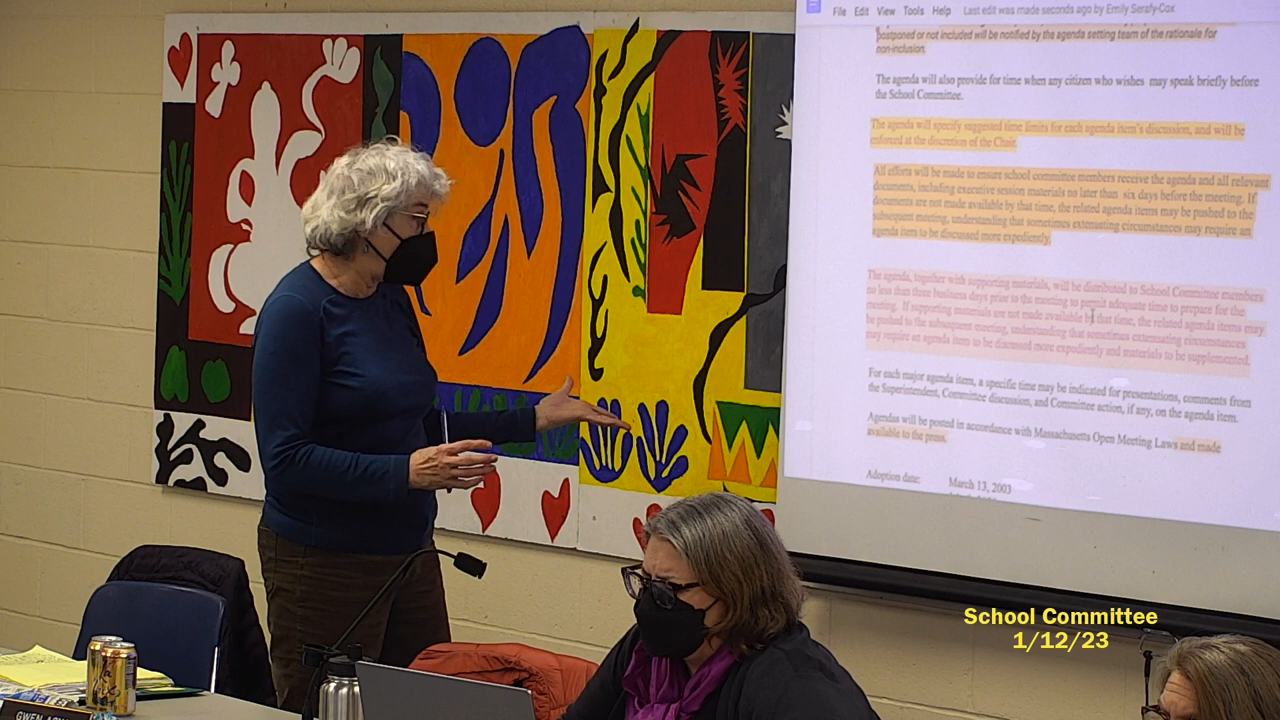 File Edit View Tools Help Last edit was made seconds ago by Emily Serafy-Cox
postponed or not included will be notified by the agenda setting team of the rationale for
non-inclusion.
The agenda will also provide for time when any citizen who wishes may speak briefly before
the School Committee.
The agenda will specify suggested time limits for each agenda item's discussion, and will be
enforced at the discretion of the Chair.
All efforts will be made to ensure school committee members receive the agenda and all relevant
documents, including executive session materials no later than six days before the meeting. If
documents are not made available by that time, the related agenda items may be pushed to the
subsequent meeting, understanding that sometimes extenuating circumstances may require an
agenda item to be discussed more expediently.
The agenda, together with supporting materials, will be distributed to School Committee members
no less than three business days prior to the meeting to permit adequate time to prepare for the
meeting. If supporting materials are not made available by that time, the related agenda items may
be pushed to the subsequent meeting, understanding that sometimes extenuating circumstances
may require an agenda item to be discussed more expediently and materials to be supplemented.
For each major agenda item, a specific time may be indicated for presentations, comments from
the Superintendent, Committee discussion, and Committee action, if any, on the agenda item.
Agendas will be posted in accordance with Massachusetts Open Meeting Laws and made
available to the press.
Adoption date: March 13, 2003
School Committee
1/12/23
GWEN